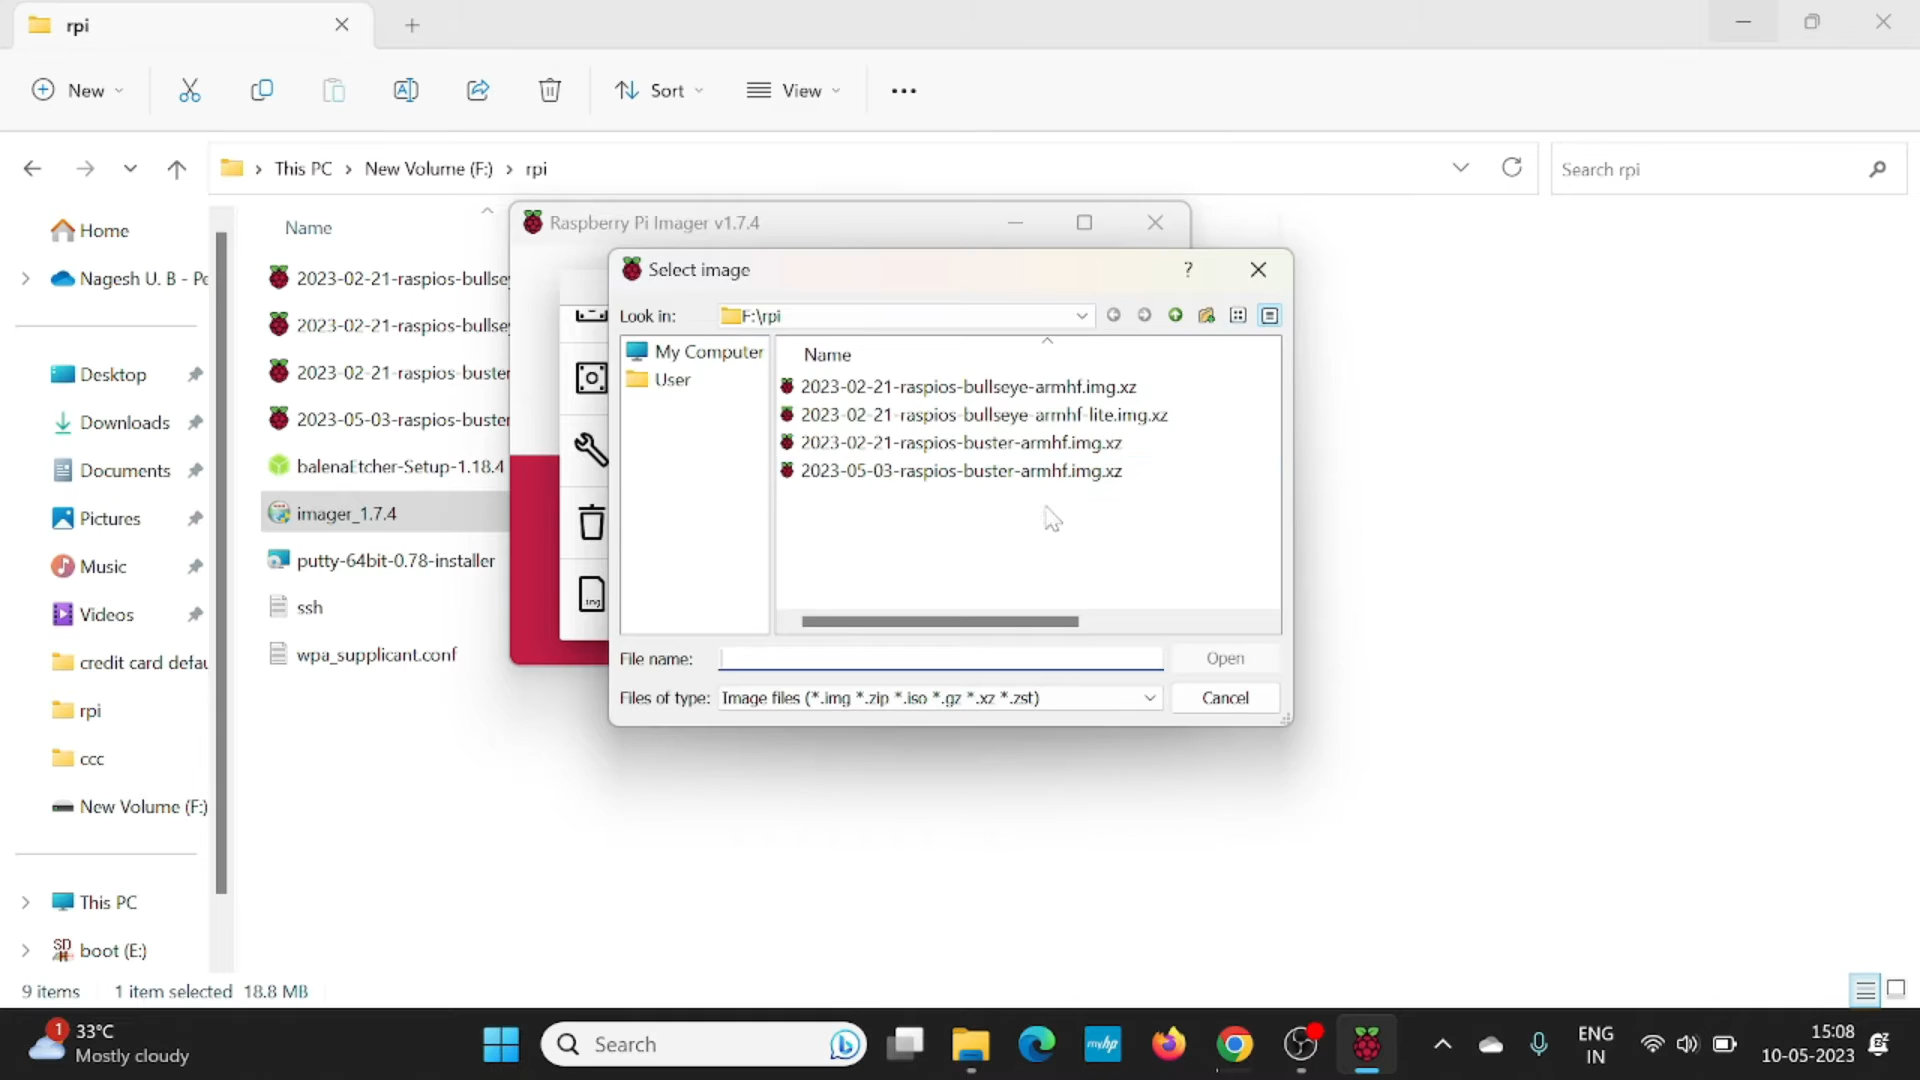 rpi
New
Sort
View
This PC
New Volume (F:)
rpi
Search rpi
Home
Nagesh U. B - Pe
Desktop
Downloads
Documents
Pictures
Music
Videos
credit card defau
rpi
ccc
New Volume (F:)
This PC
boot (E:)
Name
2023-02-21-raspios-bullse
2023-02-21-raspios-bullse
2023-02-21-raspios-buster
2023-05-03-raspios-buster
balenaEtcher-Setup-1.18.4
imager_1.7.4
putty-64bit-0.78-installer
ssh
wpa_supplicant.conf
Raspberry Pi Imager v1.7.4
Select image
?
Look in:
F:\rpi
My Computer
User
Name
2023-02-21-raspios-bullseye-armhf.img.xz
2023-02-21-raspios-bullseye-armhf-lite.img.xz
2023-02-21-raspios-buster-armhf.img.xz
2023-05-03-raspios-buster-armhf.img.xz
File name:
Open
Files of type:
Image files (*.img *.zip *.iso *.gz *.xz *.zst)
Cancel
9 items
1 item selected 18.8 MB
1
33°C
Mostly cloudy
Search
myhp
ENG
IN
15:08
10-05-2023